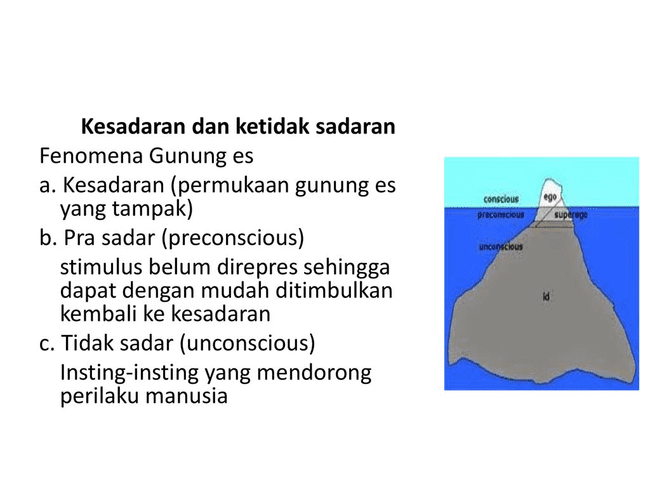 Kesadaran dan ketidak sadaran
Fenomena Gunung es
a. Kesadaran (permukaan gunung es
yang tampak)
b. Pra sadar (preconscious)
stimulus belum direpres sehingga
dapat dengan mudah ditimbulkan
kembali ke kesadaran
c. Tidak sadar (unconscious)
Insting-insting yang mendorong
perilaku manusia
conscious
ego
preconscious
superego
unconscious
id